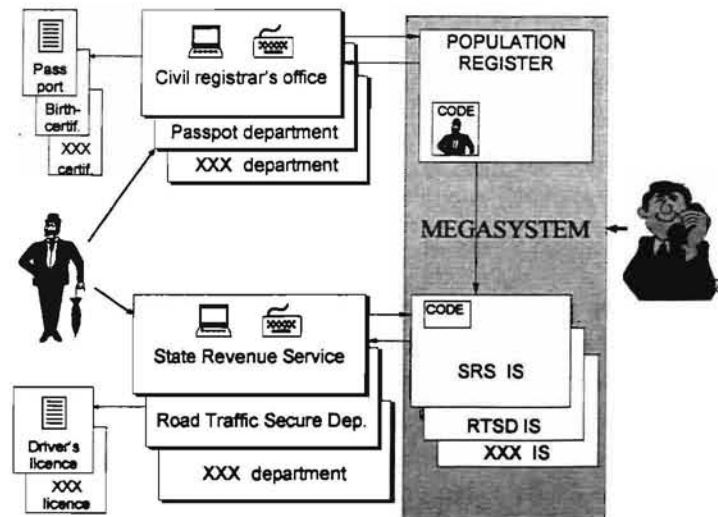 Pass
port
Birth-
certif.
XXX
certif.
Civil registrar's office
Passpot department
XXX department
POPULATION
REGISTER
CODE
MEGASYSTEM
State Revenue Service
Road Traffic Secure Dep.
XXX department
CODE
SRS IS
RTSD IS
XXX IS
Driver's
licence
XXX
licence